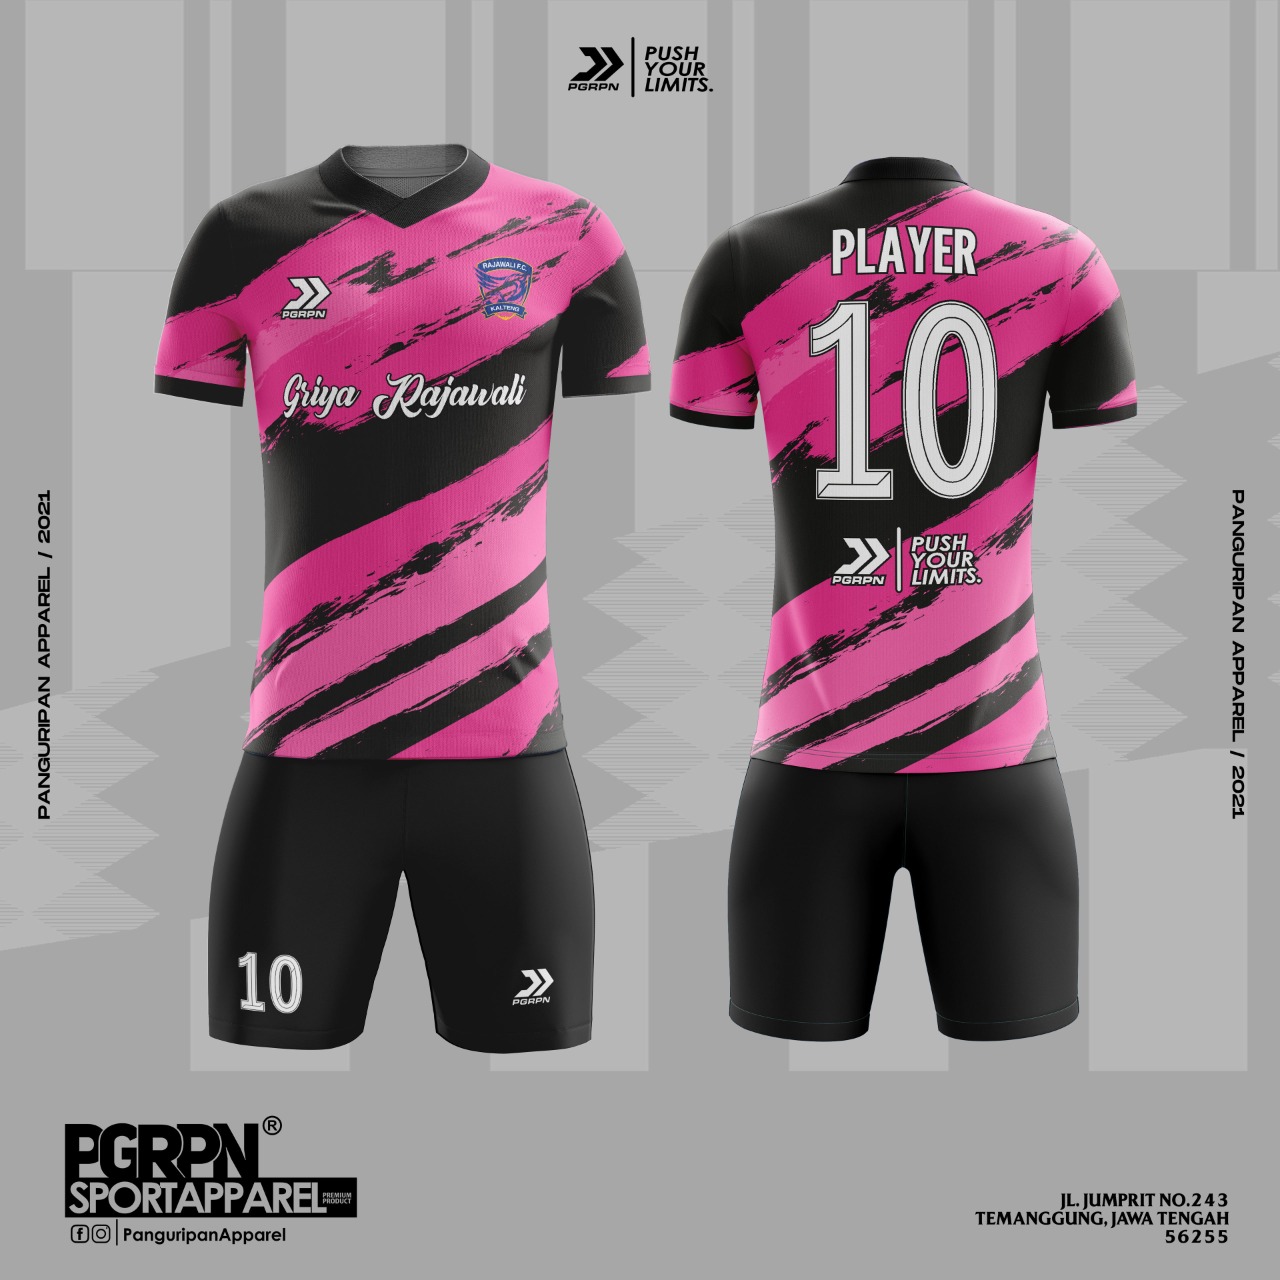 PGRPN
PUSH
YOUR
LIMITS.
PGRPN
RAJAWALI F.C.
KALTENG
Griya Rajawali
10
PGRPN
PLAYER
10
PGRPN
PUSH
YOUR
LIMITS.
PANGURIPAN APPAREL / 2021
PANGURIPAN APPAREL / 2021
PGRPN®
SPORTAPPAREL
PREMIUM
PRODUCT
PanguripanApparel
JL. JUMPRIT NO.243
TEMANGGUNG, JAWA TENGAH
56255